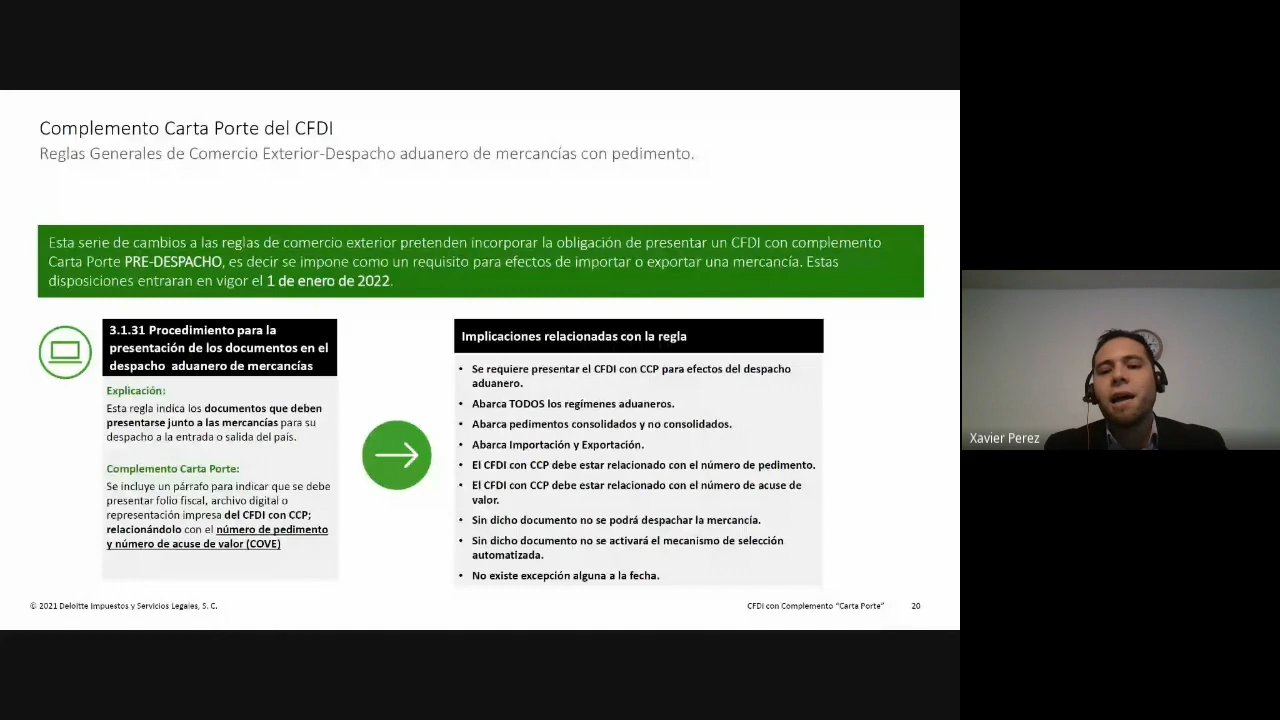 Complemento Carta Porte del CFDI
Reglas Generales de Comercio Exterior-Despacho aduanero de mercancías con pedimento.
Esta serie de cambios a las reglas de comercio exterior pretenden incorporar la obligación de presentar un CFDI con complemento
Carta Porte PRE-DESPACHO, es decir se impone como un requisito para efectos de importar o exportar una mercancía. Estas
disposiciones entraran en vigor el 1 de enero de 2022.
3.1.31 Procedimiento para la
presentación de los documentos en el
despacho aduanero de mercancías
Explicación:
Esta regla indica los documentos que deben
presentarse junto a las mercancías para su
despacho a la entrada o salida del país.
Complemento Carta Porte:
Se incluye un párrafo para indicar que se debe
presentar folio fiscal, archivo digital o
representación impresa del CFDI con CCP;
relacionándolo con el número de pedimento
y número de acuse de valor (COVE)
Implicaciones relacionadas con la regla
• Se requiere presentar el CFDI con CCP para efectos del despacho
aduanero.
• Abarca TODOS los regímenes aduaneros.
• Abarca pedimentos consolidados y no consolidados.
• Abarca Importación y Exportación.
• El CFDI con CCP debe estar relacionado con el número de pedimento.
• El CFDI con CCP debe estar relacionado con el número de acuse de
valor.
• Sin dicho documento no se podrá despachar la mercancía.
• Sin dicho documento no se activará el mecanismo de selección
automatizada.
• No existe excepción alguna a la fecha.
© 2021 Deloitte Impuestos y Servicios Legales, S. C.
CFDI con Complemento "Carta Porte"
20
Xavier Perez